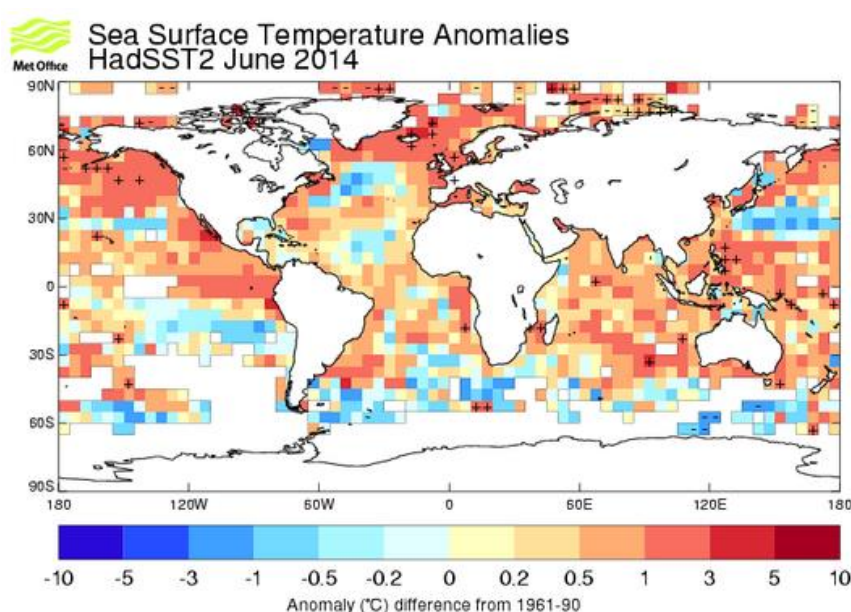 Met Office
Sea Surface Temperature Anomalies
HadSST2 June 2014
90N
60N
30N
0
30S
60S
90S
180 120W 60W 0 60E 120E 180
-10 -5 -3 -1 -0.5 -0.2 0 0.2 0.5 1 3 5 10
Anomaly (°C) difference from 1961-90